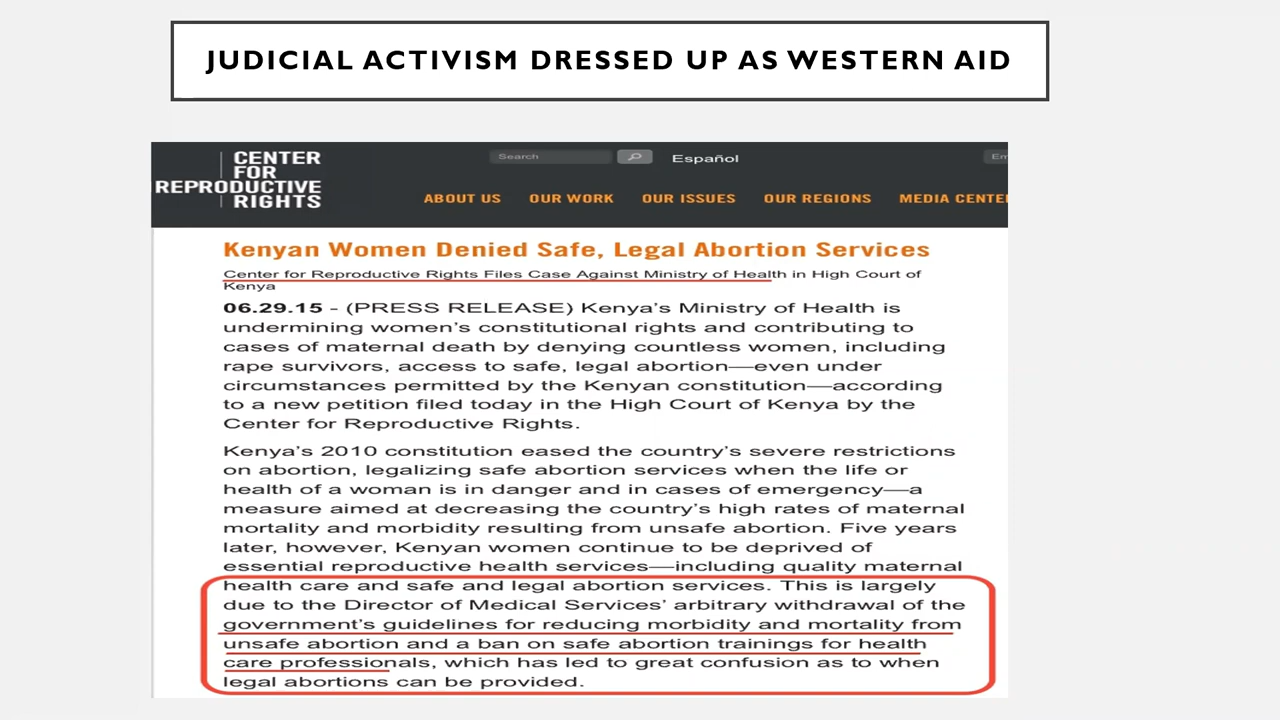 JUDICIAL ACTIVISM DRESSED UP AS WESTERN AID
CENTER
FOR
REPRODUCTIVE
RIGHTS
Search
Español
ABOUT US OUR WORK OUR ISSUES OUR REGIONS MEDIA CENTE
Kenyan Women Denied Safe, Legal Abortion Services
Center for Reproductive Rights Files Case Against Ministry of Health in High Court of
Kenya
06.29.15 - (PRESS RELEASE) Kenya's Ministry of Health is
undermining women's constitutional rights and contributing to
cases of maternal death by denying countless women, including
rape survivors, access to safe, legal abortion—even under
circumstances permitted by the Kenyan constitution—according
to a new petition filed today in the High Court of Kenya by the
Center for Reproductive Rights.
Kenya's 2010 constitution eased the country's severe restrictions
on abortion, legalizing safe abortion services when the life or
health of a woman is in danger and in cases of emergency—a
measure aimed at decreasing the country's high rates of maternal
mortality and morbidity resulting from unsafe abortion. Five years
later, however, Kenyan women continue to be deprived of
essential reproductive health services—including quality maternal
health care and safe and legal abortion services. This is largely
due to the Director of Medical Services' arbitrary withdrawal of the
government's guidelines for reducing morbidity and mortality from
unsafe abortion and a ban on safe abortion trainings for health
care professionals, which has led to great confusion as to when
legal abortions can be provided.